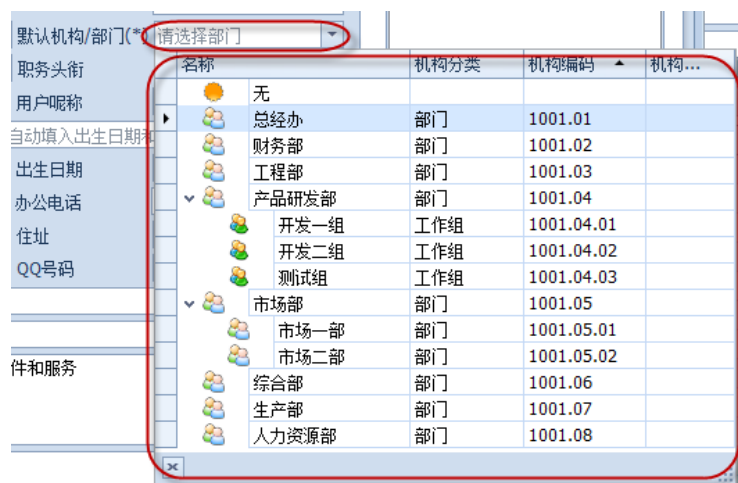 默认机构/部门(*) 请选择部门
职务头衔
用户昵称
自动填入出生日期和
出生日期
办公电话
住址
QQ号码
件和服务
名称 机构分类 机构编码 机构...
无
总经办 部门 1001.01
财务部 部门 1001.02
工程部 部门 1001.03
产品研发部 部门 1001.04
开发一组 工作组 1001.04.01
开发二组 工作组 1001.04.02
测试组 工作组 1001.04.03
市场部 部门 1001.05
市场一部 部门 1001.05.01
市场二部 部门 1001.05.02
综合部 部门 1001.06
生产部 部门 1001.07
人力资源部 部门 1001.08